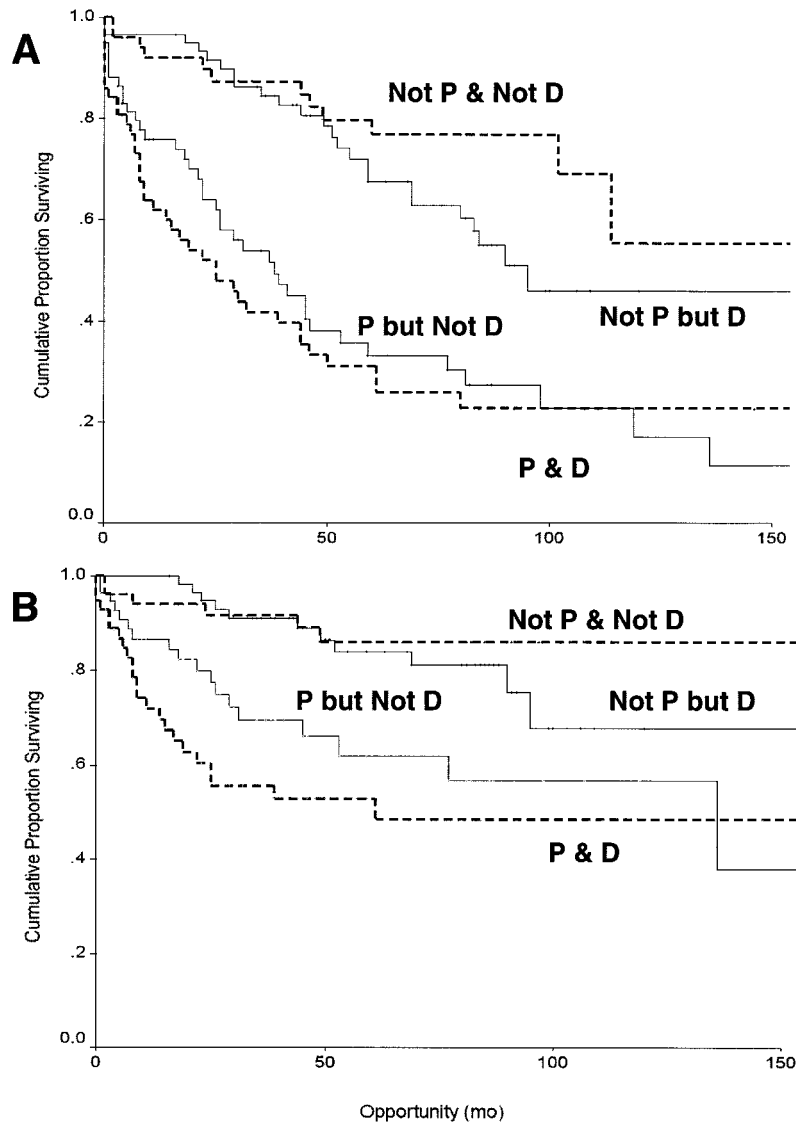 A
1.0
.8
.6
.4
0.2
0.0
Cumulative Proportion Surviving
Not P & Not D
Not P but D
P but Not D
P & D
0
50
100
150
B
1.0
.8
.6
.4
.2
0.0
Cumulative Proportion Surviving
Not P & Not D
P but Not D
Not P but D
P & D
0
50
100
150
Opportunity (mo)